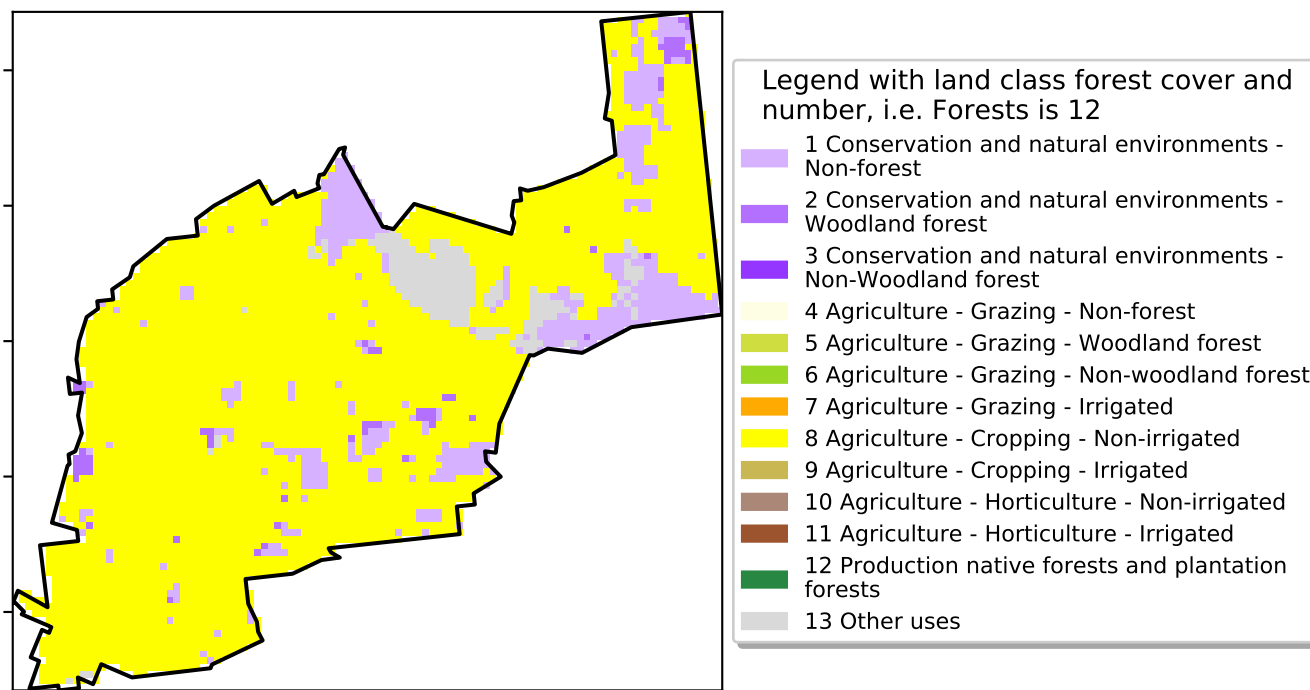 Legend with land class forest cover and
number, i.e. Forests is 12
1 Conservation and natural environments -
Non-forest
2 Conservation and natural environments -
Woodland forest
3 Conservation and natural environments -
Non-Woodland forest
4 Agriculture - Grazing - Non-forest
5 Agriculture - Grazing - Woodland forest
6 Agriculture - Grazing - Non-woodland forest
7 Agriculture - Grazing - Irrigated
8 Agriculture - Cropping - Non-irrigated
9 Agriculture - Cropping - Irrigated
10 Agriculture - Horticulture - Non-irrigated
11 Agriculture - Horticulture - Irrigated
12 Production native forests and plantation
forests
13 Other uses